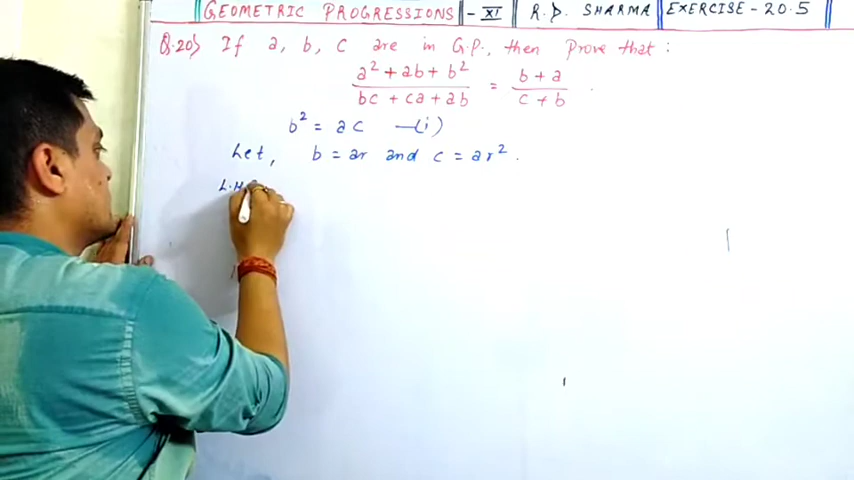 GEOMETRIC PROGRESSIONS - XI R.D. SHARMA EXERCISE - 20.5
Q.20> If a, b, c are in G.P., then Prove that :
a² + ab + b² / bc + ca + ab = b + a / c + b .
b² = ac —(i)
Let, b = ar and c = ar² .
L.H